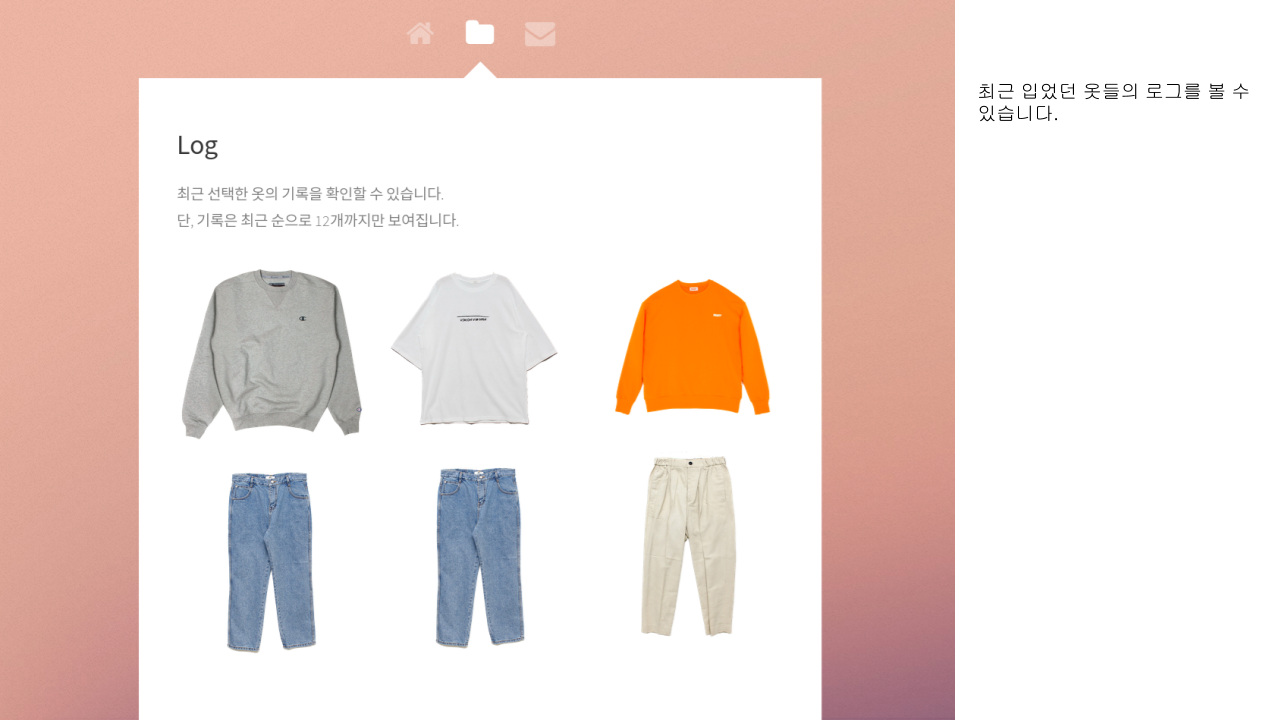 Log
최근 선택한 옷의 기록을 확인할 수 있습니다.
단, 기록은 최근 순으로 12개까지만 보여집니다.
최근 입었던 옷들의 로그를 볼 수
있습니다.